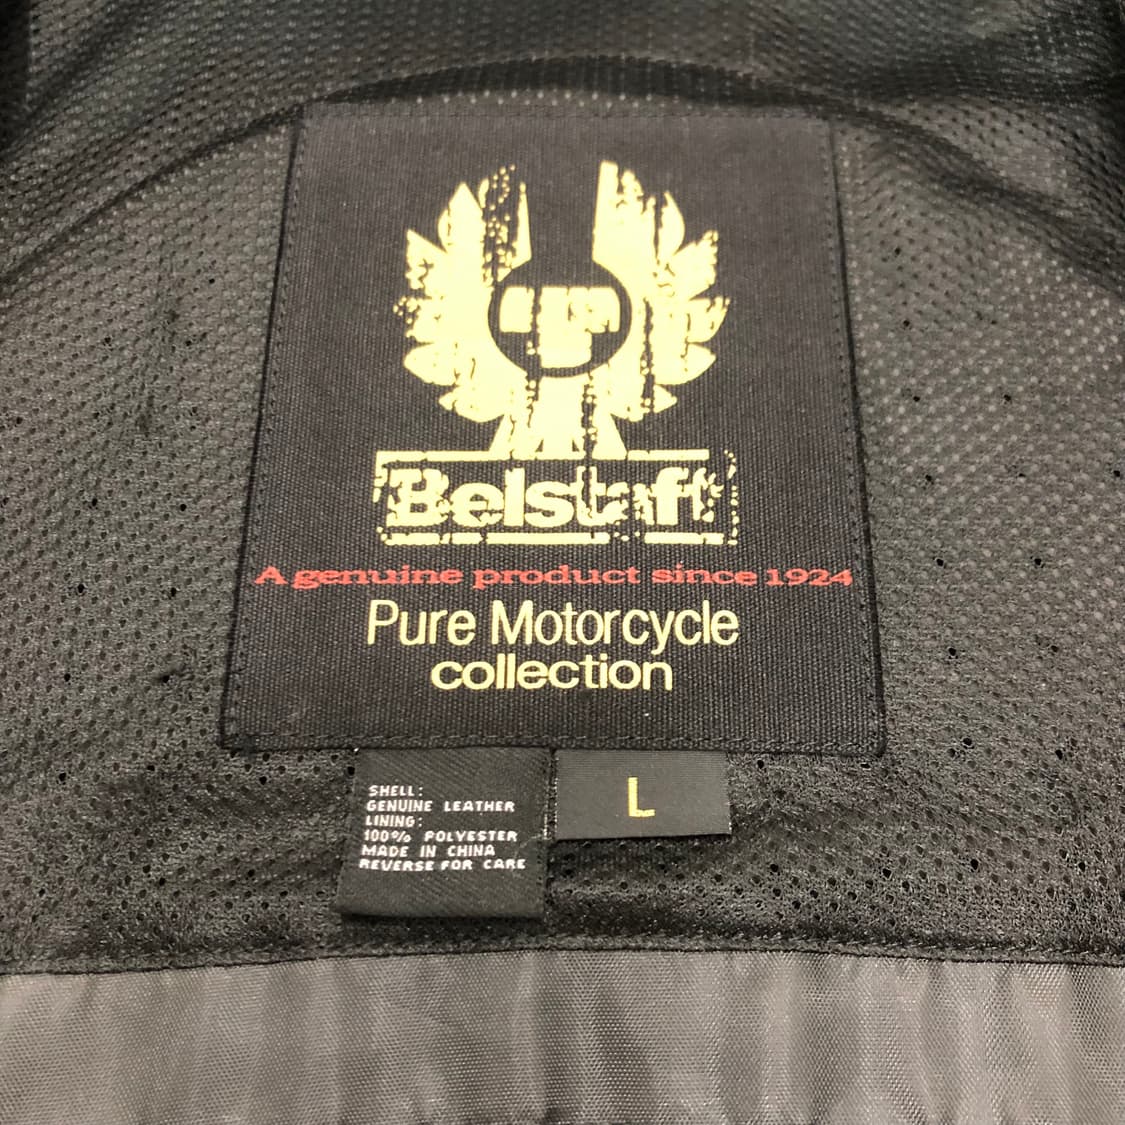 Belstaff
A genuine product since 1924
Pure Motorcycle
collection
SHELL:
GENUINE LEATHER
LINING:
100% POLYESTER
MADE IN CHINA
REVERSE FOR CARE
L